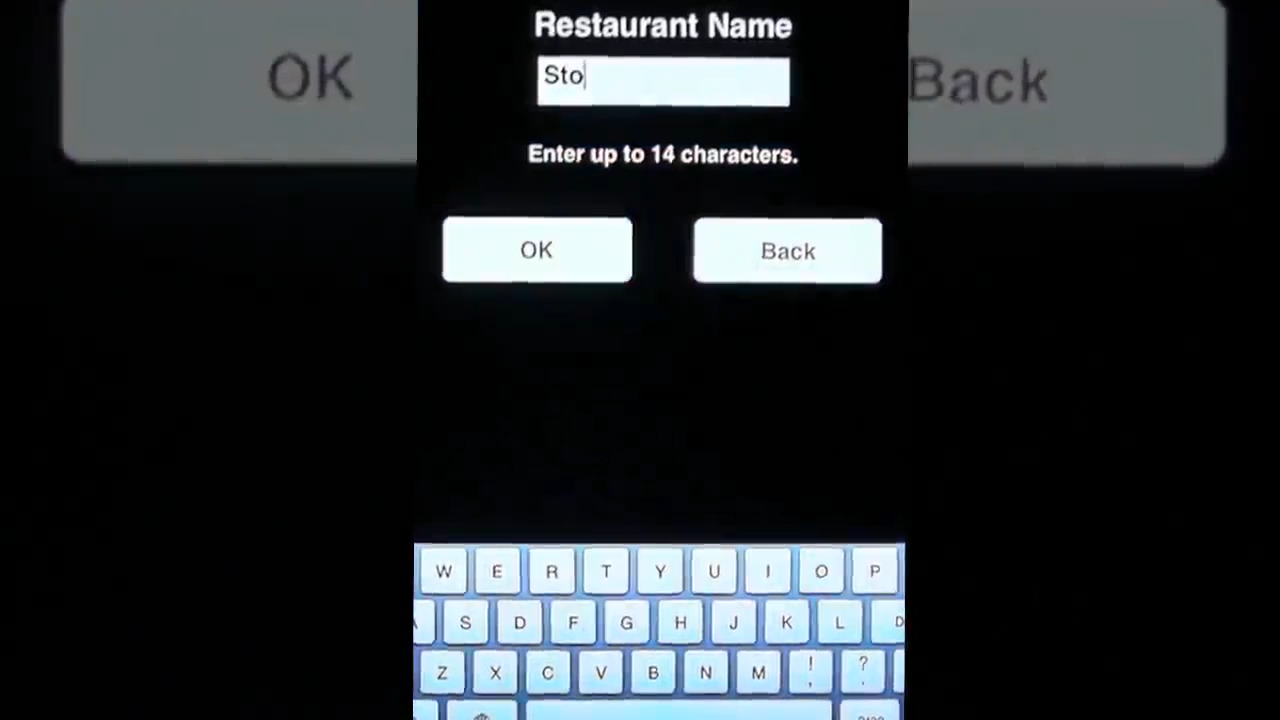 OK
Back
Restaurant Name
Sto
Enter up to 14 characters.
OK
Back
W E R T Y U I O P
A S D F G H J K L D
Z X C V B N M ! , ? .